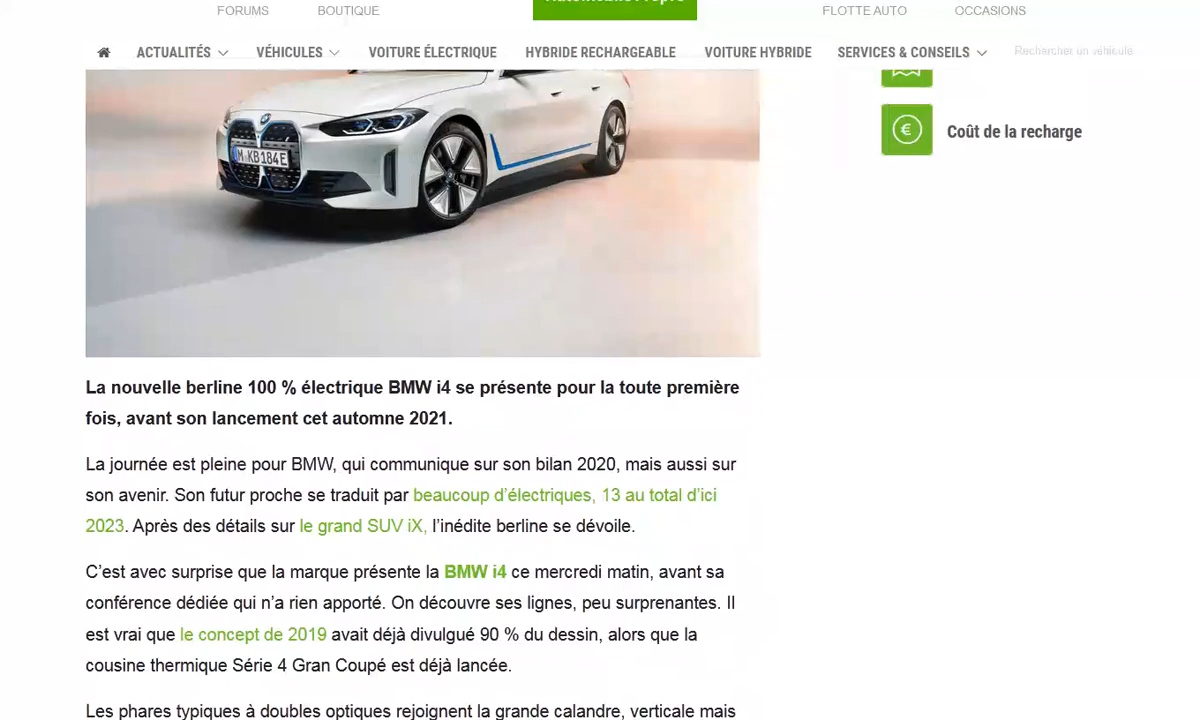 FORUMS BOUTIQUE FLOTTE AUTO OCCASIONS
ACTUALITÉS VÉHICULES VOITURE ÉLECTRIQUE HYBRIDE RECHARGEABLE VOITURE HYBRIDE SERVICES & CONSEILS Rechercher un véhicule
Coût de la recharge
M KB184E
La nouvelle berline 100 % électrique BMW i4 se présente pour la toute première
fois, avant son lancement cet automne 2021.
La journée est pleine pour BMW, qui communique sur son bilan 2020, mais aussi sur
son avenir. Son futur proche se traduit par beaucoup d’électriques, 13 au total d’ici
2023. Après des détails sur le grand SUV iX, l’inédite berline se dévoile.
C’est avec surprise que la marque présente la BMW i4 ce mercredi matin, avant sa
conférence dédiée qui n’a rien apporté. On découvre ses lignes, peu surprenantes. Il
est vrai que le concept de 2019 avait déjà divulgué 90 % du dessin, alors que la
cousine thermique Série 4 Gran Coupé est déjà lancée.
Les phares typiques à doubles optiques rejoignent la grande calandre, verticale mais